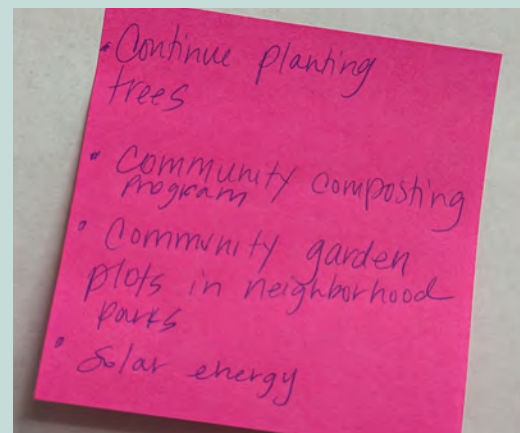 • Continue planting
trees
• Community composting
program
• Community garden
plots in neighborhood
parks
• Solar energy